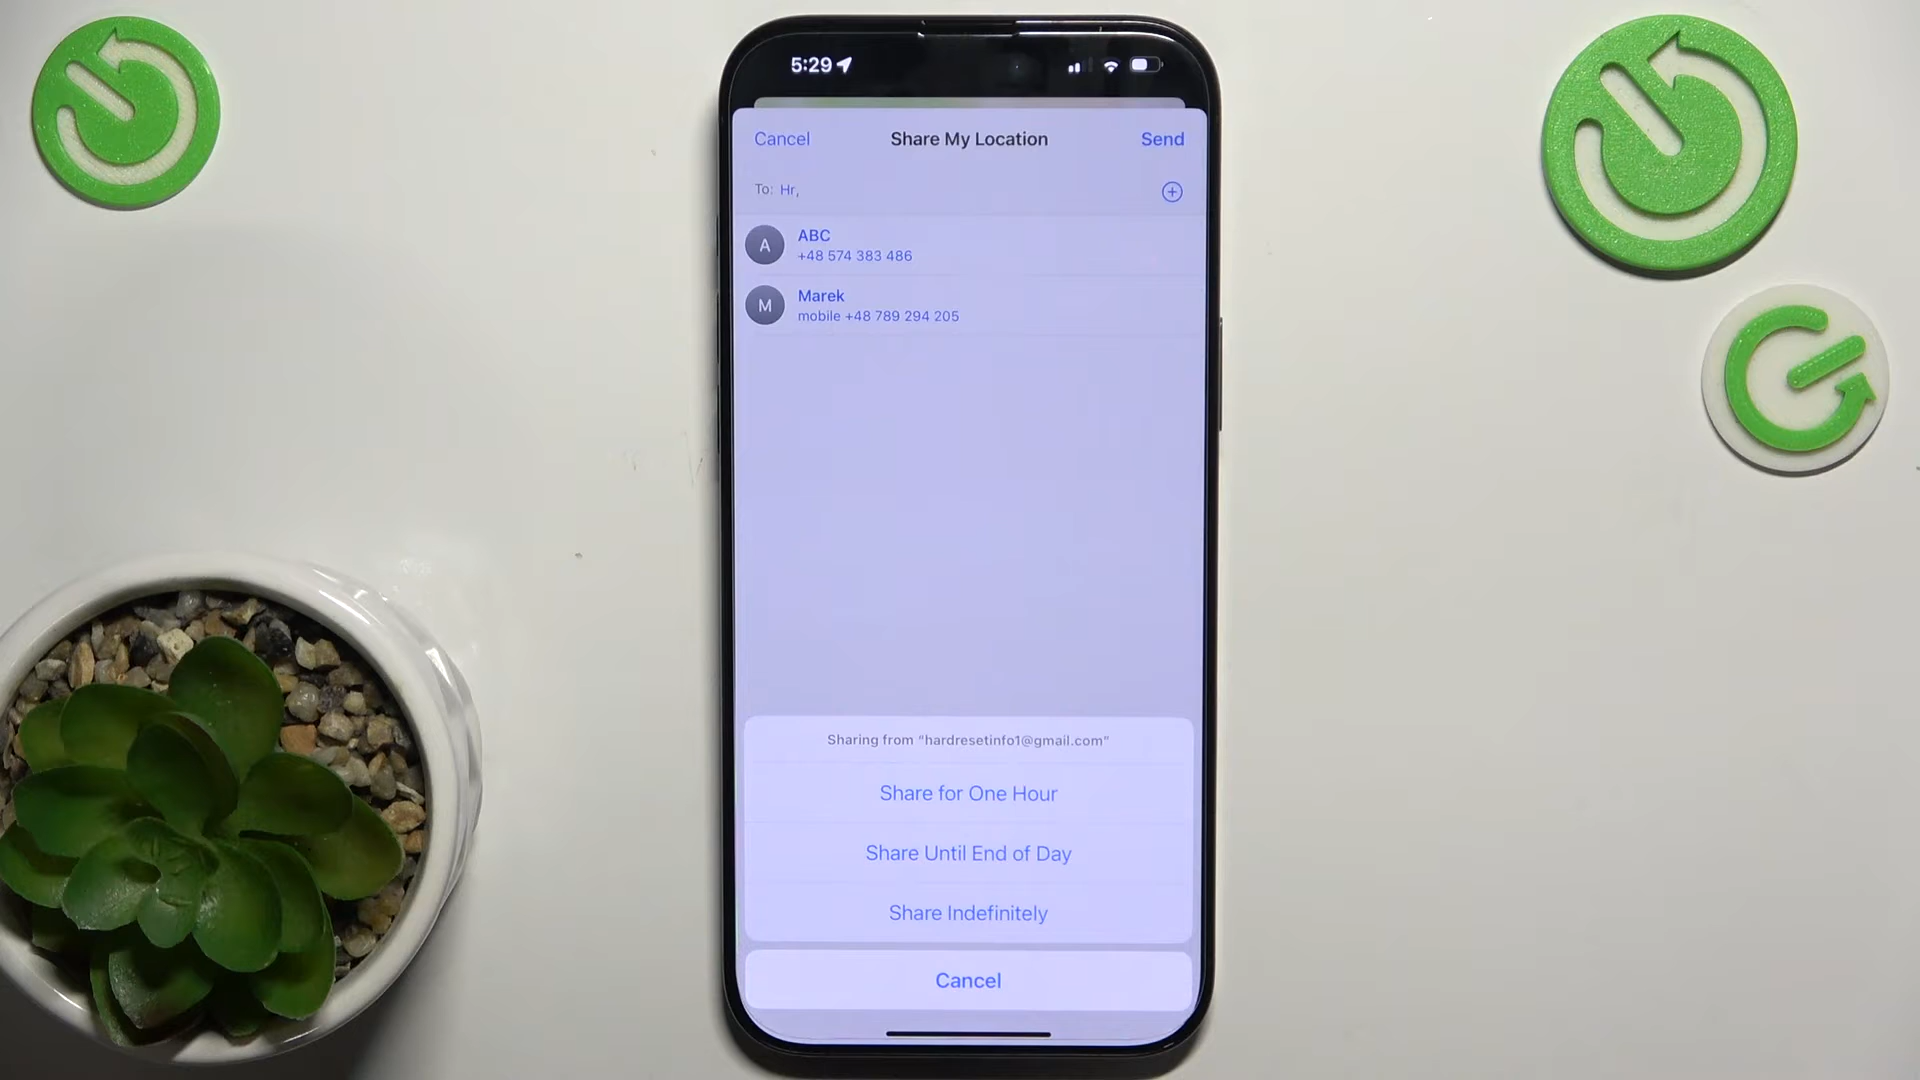 5:29
Cancel Share My Location Send
To: Hr,
A ABC
+48 574 383 486
M Marek
mobile +48 789 294 205
Sharing from “hardresetinfo1@gmail.com”
Share for One Hour
Share Until End of Day
Share Indefinitely
Cancel